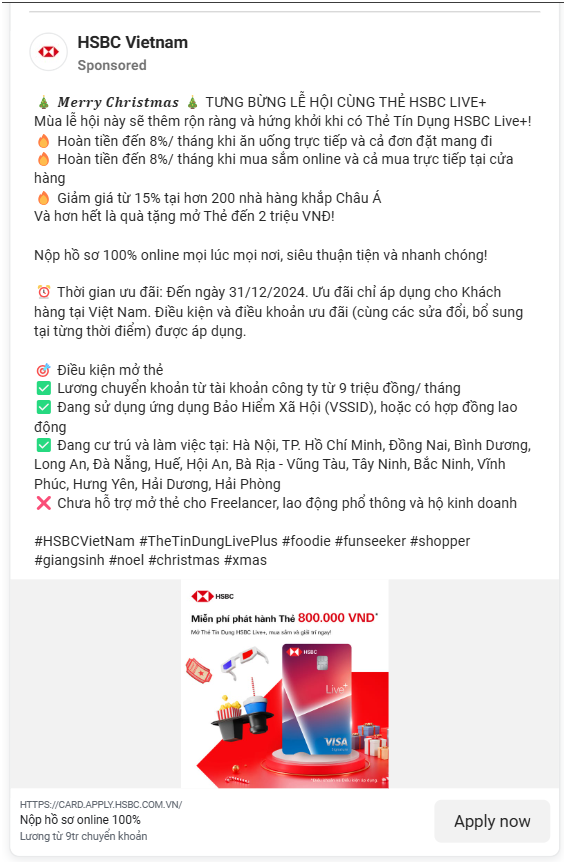 HSBC Vietnam
Sponsored
🎄 𝑴𝒆𝒓𝒓𝒚 𝑪𝒉𝒓𝒊𝒔𝒕𝒎𝒂𝒔 🎄 TƯNG BỪNG LỄ HỘI CÙNG THẺ HSBC LIVE+
Mùa lễ hội này sẽ thêm rộn ràng và hứng khởi khi có Thẻ Tín Dụng HSBC Live+!
🔥 Hoàn tiền đến 8%/ tháng khi ăn uống trực tiếp và cả đơn đặt mang đi
🔥 Hoàn tiền đến 8%/ tháng khi mua sắm online và cả mua trực tiếp tại cửa
hàng
🔥 Giảm giá từ 15% tại hơn 200 nhà hàng khắp Châu Á
Và hơn hết là quà tặng mở Thẻ đến 2 triệu VNĐ!
Nộp hồ sơ 100% online mọi lúc mọi nơi, siêu thuận tiện và nhanh chóng!
⏰ Thời gian ưu đãi: Đến ngày 31/12/2024. Ưu đãi chỉ áp dụng cho Khách
hàng tại Việt Nam. Điều kiện và điều khoản ưu đãi (cùng các sửa đổi, bổ sung
tại từng thời điểm) được áp dụng.
🎯 Điều kiện mở thẻ
✅ Lương chuyển khoản từ tài khoản công ty từ 9 triệu đồng/ tháng
✅ Đang sử dụng ứng dụng Bảo Hiểm Xã Hội (VSSID), hoặc có hợp đồng lao
động
✅ Đang cư trú và làm việc tại: Hà Nội, TP. Hồ Chí Minh, Đồng Nai, Bình Dương,
Long An, Đà Nẵng, Huế, Hội An, Bà Rịa - Vũng Tàu, Tây Ninh, Bắc Ninh, Vĩnh
Phúc, Hưng Yên, Hải Dương, Hải Phòng
❌ Chưa hỗ trợ mở thẻ cho Freelancer, lao động phổ thông và hộ kinh doanh
#HSBCVietNam #TheTinDungLivePlus #foodie #funseeker #shopper
#giangsinh #noel #christmas #xmas
HSBC
Miễn phí phát hành Thẻ 800.000 VND*
Mở Thẻ Tín Dụng HSBC Live+, mua sắm và giải trí ngay!
HSBC
Live+
VISA
HTTPS://CARD.APPLY.HSBC.COM.VN/
Nộp hồ sơ online 100%
Lương từ 9tr chuyển khoản
Apply now